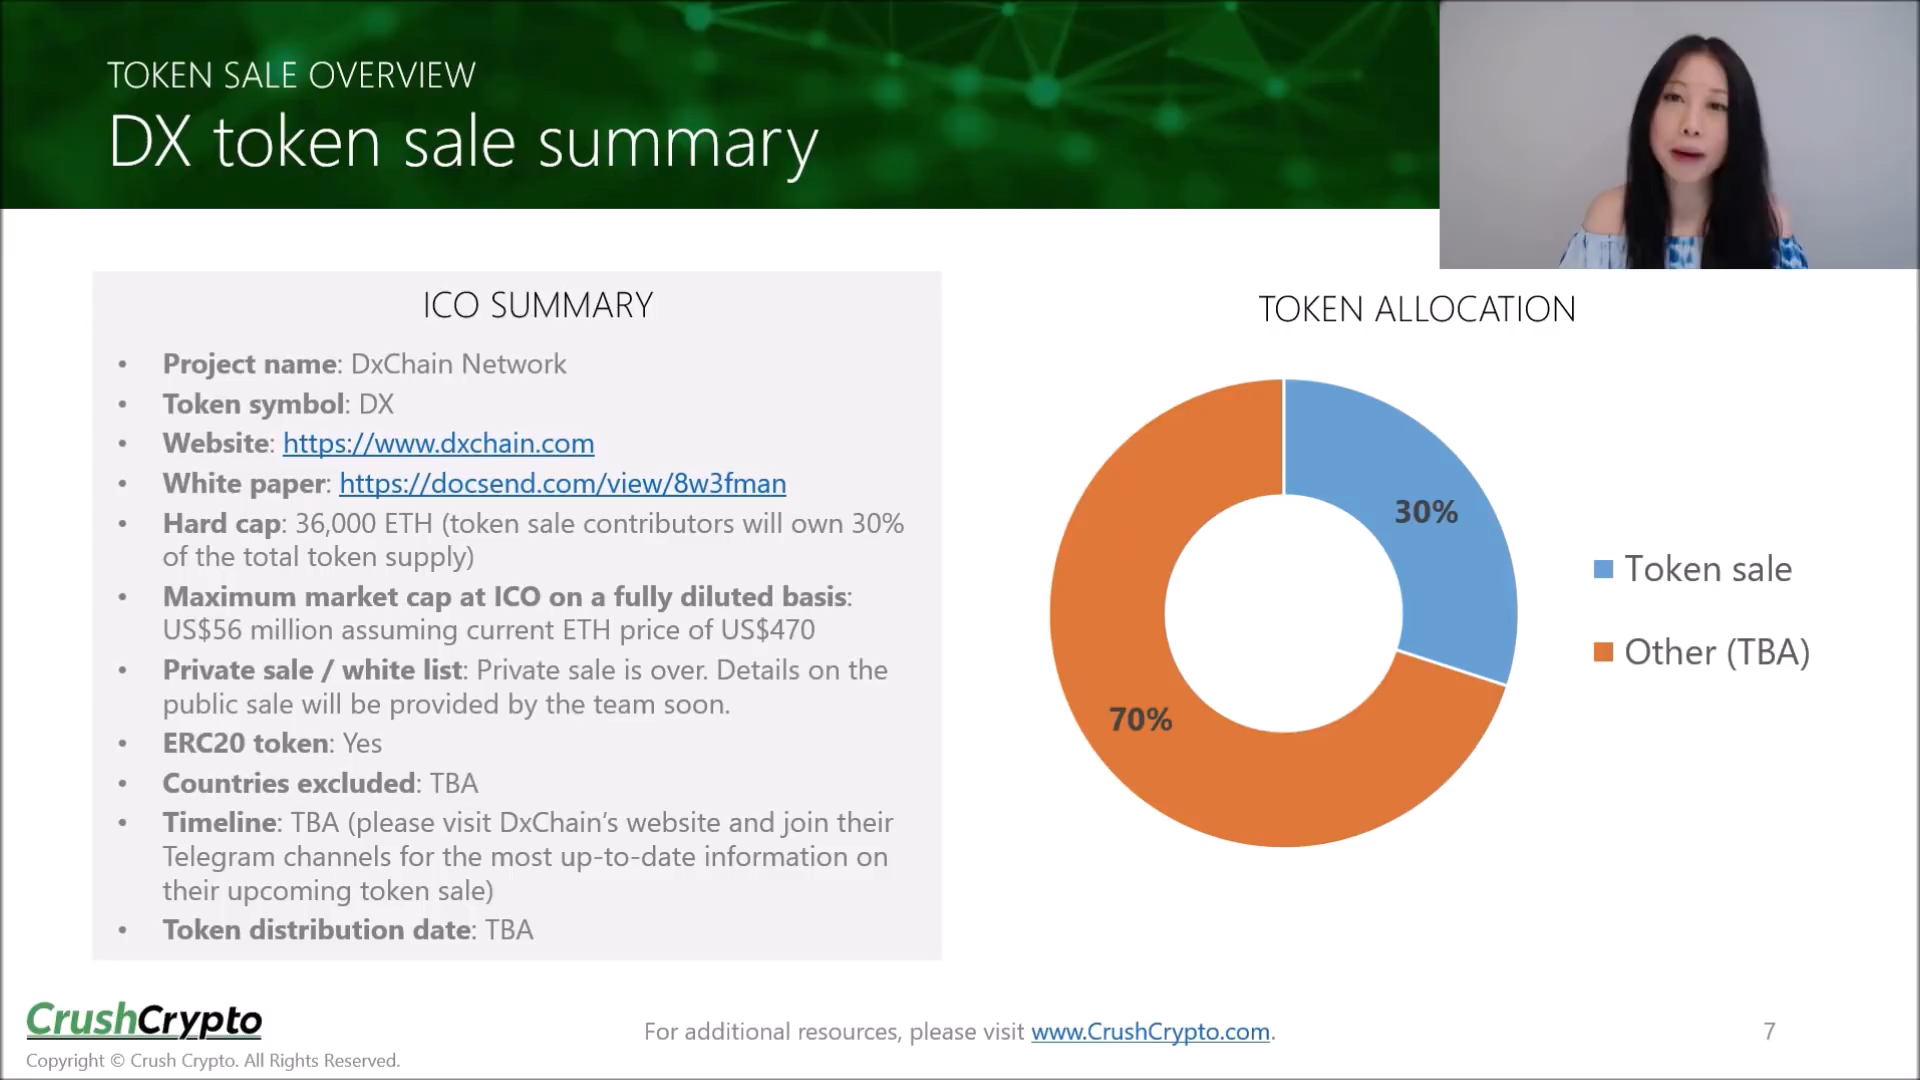 TOKEN SALE OVERVIEW
DX token sale summary
ICO SUMMARY
• Project name: DxChain Network
• Token symbol: DX
• Website: https://www.dxchain.com
• White paper: https://docsend.com/view/8w3fman
• Hard cap: 36,000 ETH (token sale contributors will own 30%
of the total token supply)
• Maximum market cap at ICO on a fully diluted basis:
US$56 million assuming current ETH price of US$470
• Private sale / white list: Private sale is over. Details on the
public sale will be provided by the team soon.
• ERC20 token: Yes
• Countries excluded: TBA
• Timeline: TBA (please visit DxChain’s website and join their
Telegram channels for the most up-to-date information on
their upcoming token sale)
• Token distribution date: TBA
TOKEN ALLOCATION
30%
70%
Token sale
Other (TBA)
CrushCrypto
Copyright © Crush Crypto. All Rights Reserved.
For additional resources, please visit www.CrushCrypto.com.
7